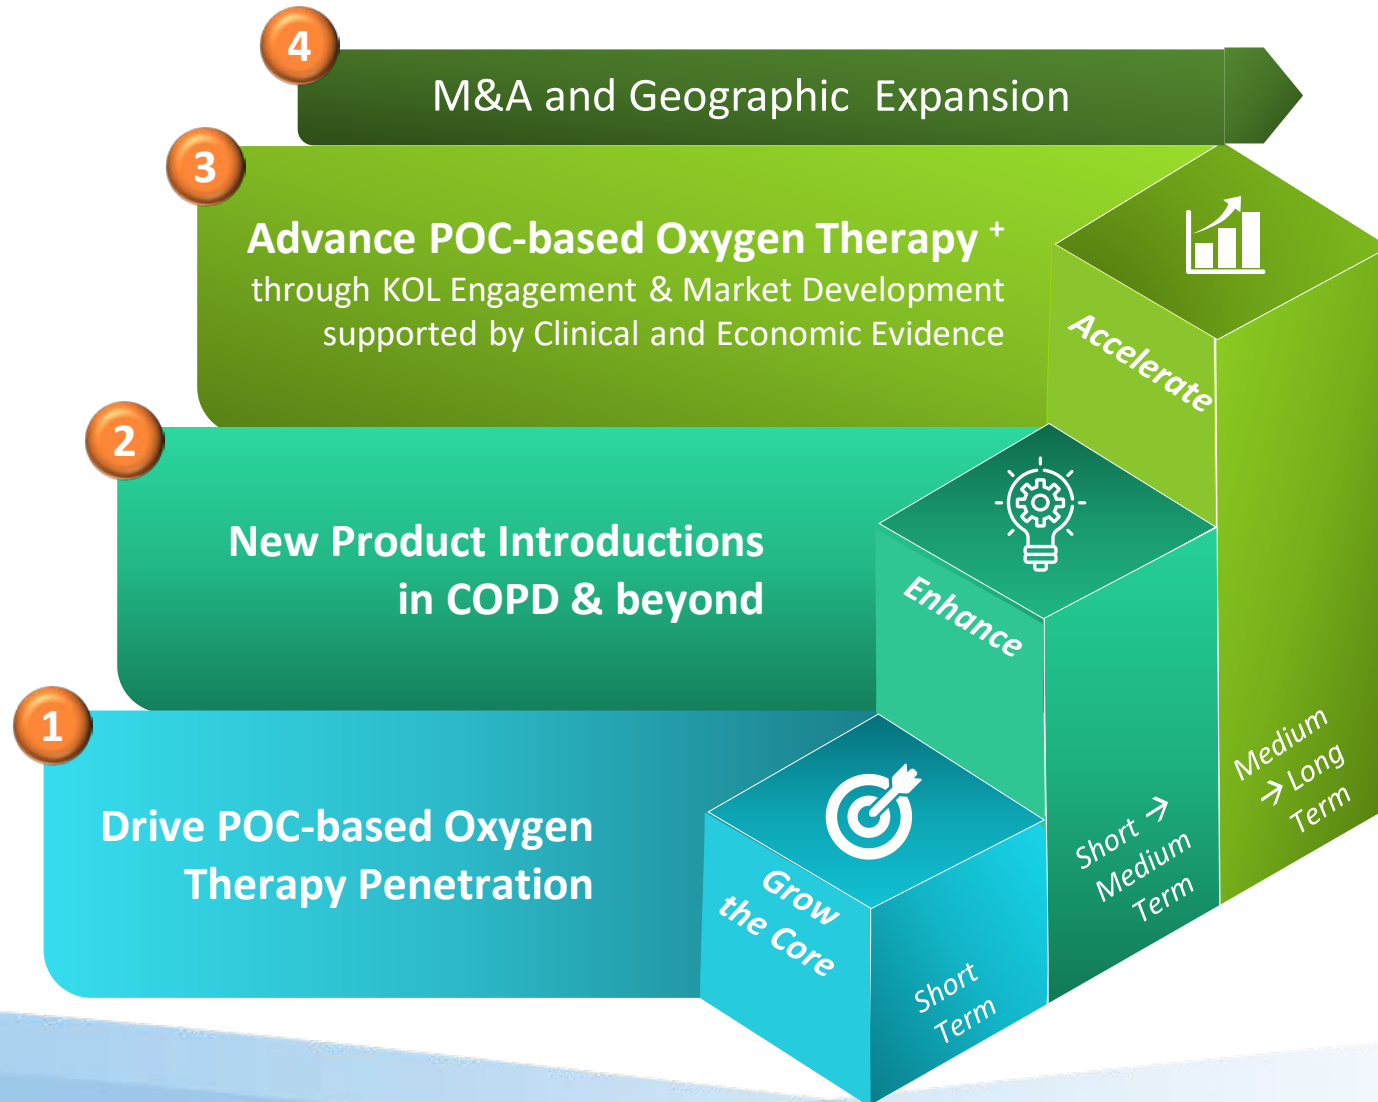 4
M&A and Geographic Expansion
3
Advance POC-based Oxygen Therapy +
through KOL Engagement & Market Development
supported by Clinical and Economic Evidence
Accelerate
Medium
→ Long
Term
2
New Product Introductions
in COPD & beyond
Enhance
Short →
Medium
Term
1
Drive POC-based Oxygen
Therapy Penetration
Grow
the Core
Short
Term